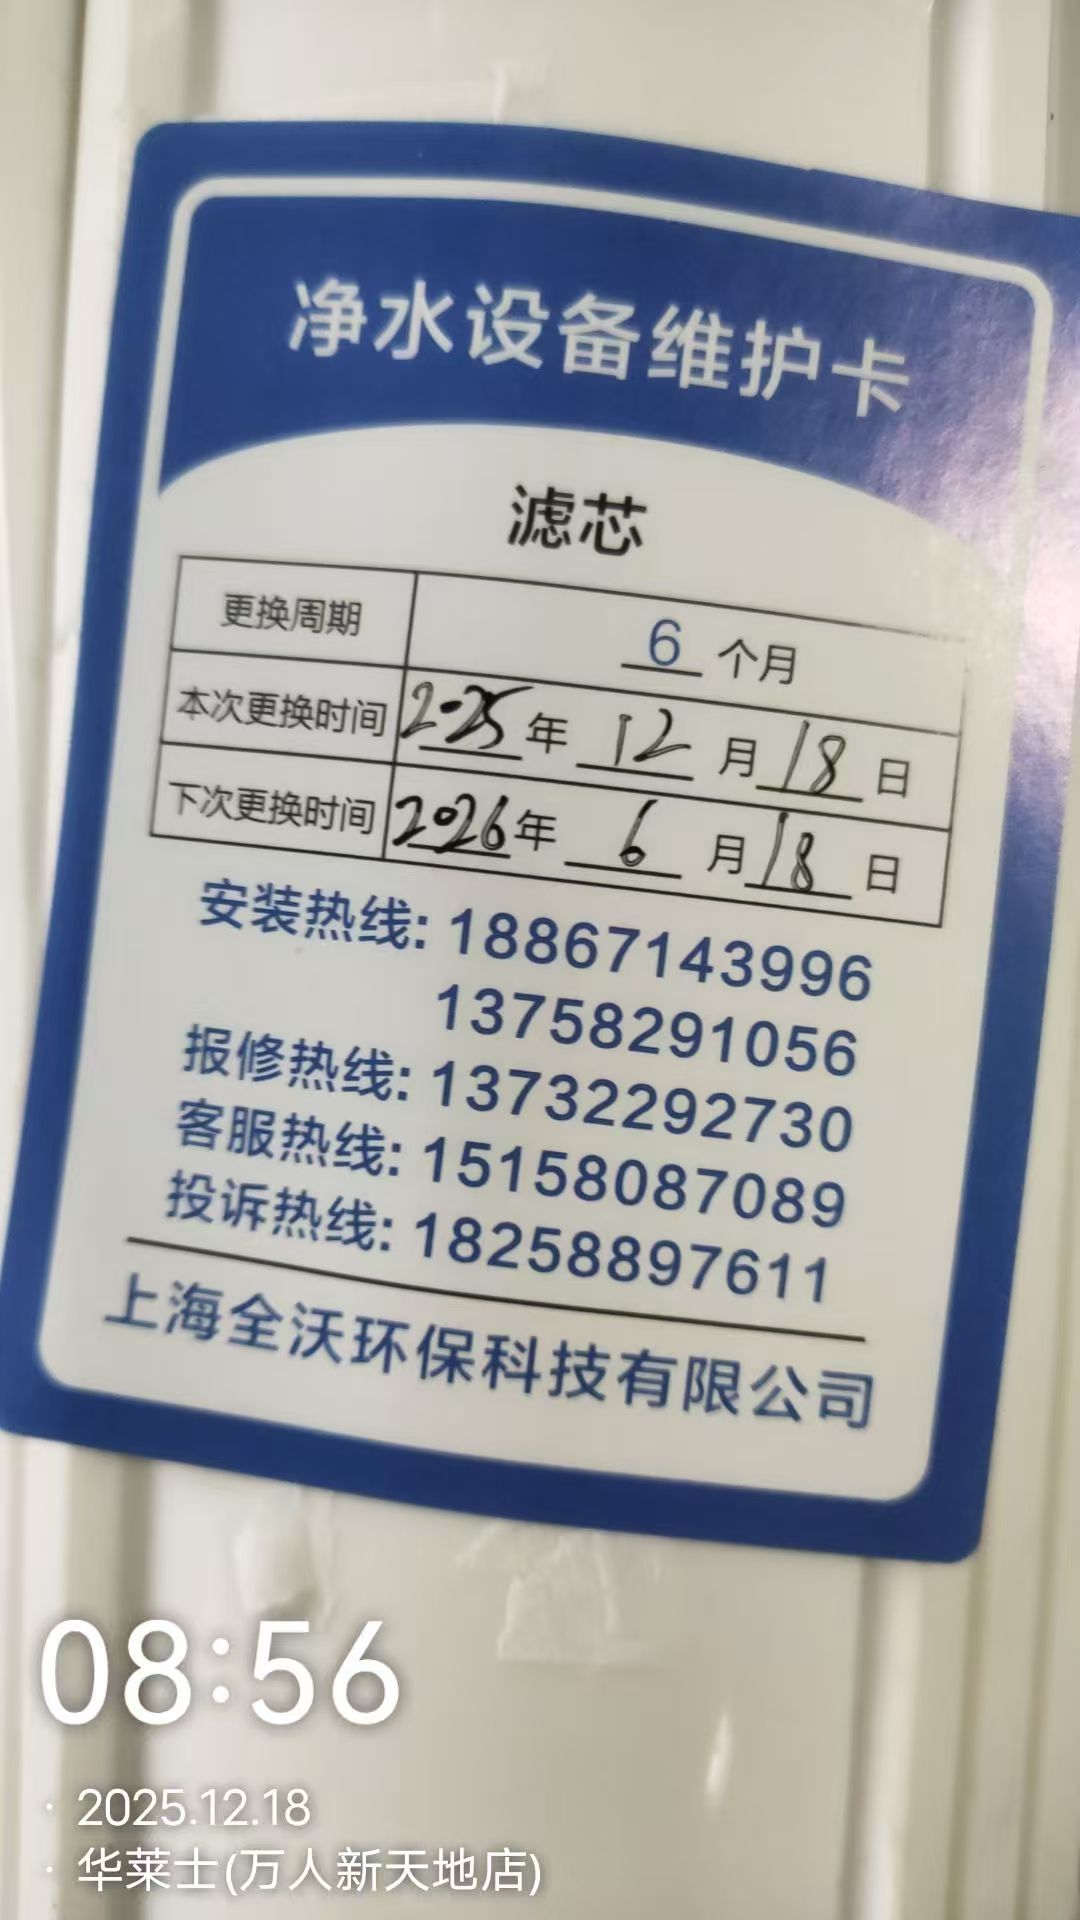 净水设备维护卡
滤芯
更换周期 6 个月
本次更换时间 2025年 12 月 18 日
下次更换时间 2026年 6 月 18 日
安装热线: 18867143996
13758291056
报修热线: 13732292730
客服热线: 15158087089
投诉热线: 18258897611
上海全沃环保科技有限公司
08:56
· 2025.12.18
· 华莱士(万人新天地店)